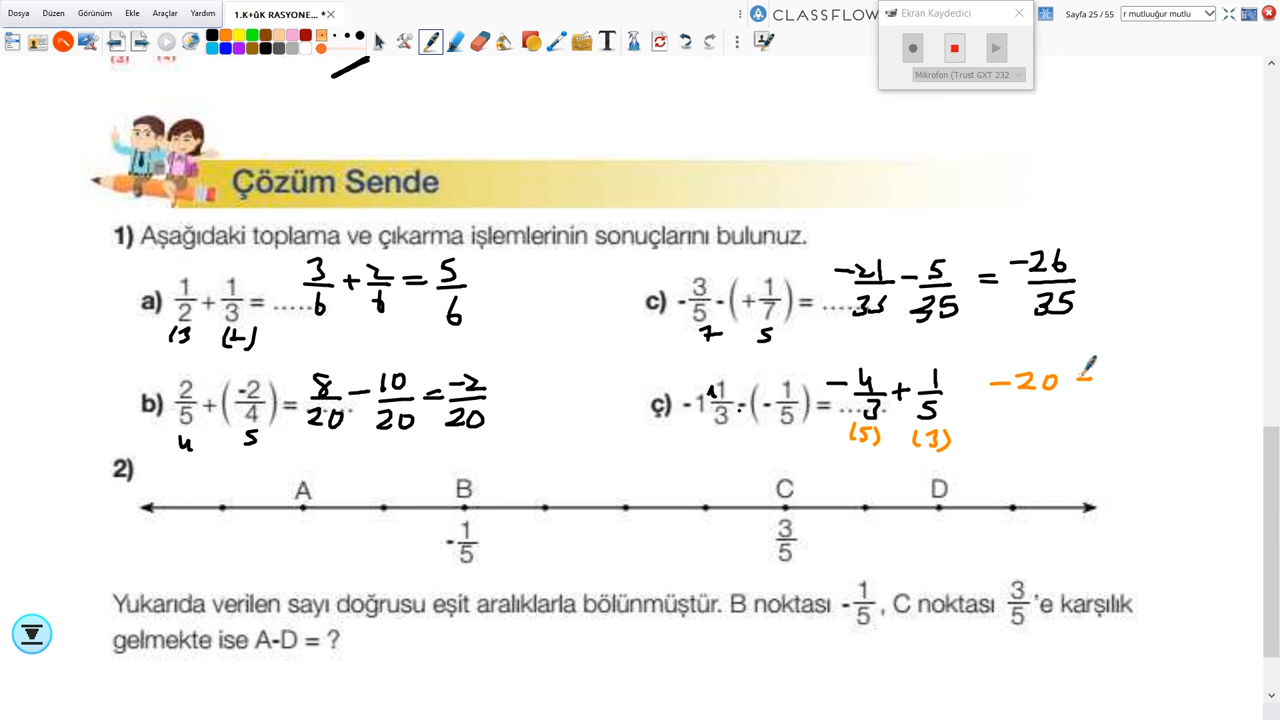 Dosya Düzen Görünüm Ekle Araçlar Yardım 1.K+ûK RASYONE... * CLASSFLOW Ekran Kaydedici Sayfa 25 / 55 r mutluuğur mutlu
Mikrofon (Trust GXT 232
Çözüm Sende
1) Aşağıdaki toplama ve çıkarma işlemlerinin sonuçlarını bulunuz.
a) 1/2 + 1/3 = ..... 3/6 + 2/6 = 5/6
(3 (2)
c) -3/5 - (+1/7) = .... -21/35 - 5/35 = -26/35
7 5
b) 2/5 + (-2/4) = ..... 8/20 - 10/20 = -2/20
4 5
ç) -1 1/3 - (-1/5) = ..... -4/3 + 1/5 -20 -
(5) (3)
2)
A B C D
-1/5 3/5
Yukarıda verilen sayı doğrusu eşit aralıklarla bölünmüştür. B noktası -1/5, C noktası 3/5'e karşılık
gelmekte ise A-D = ?